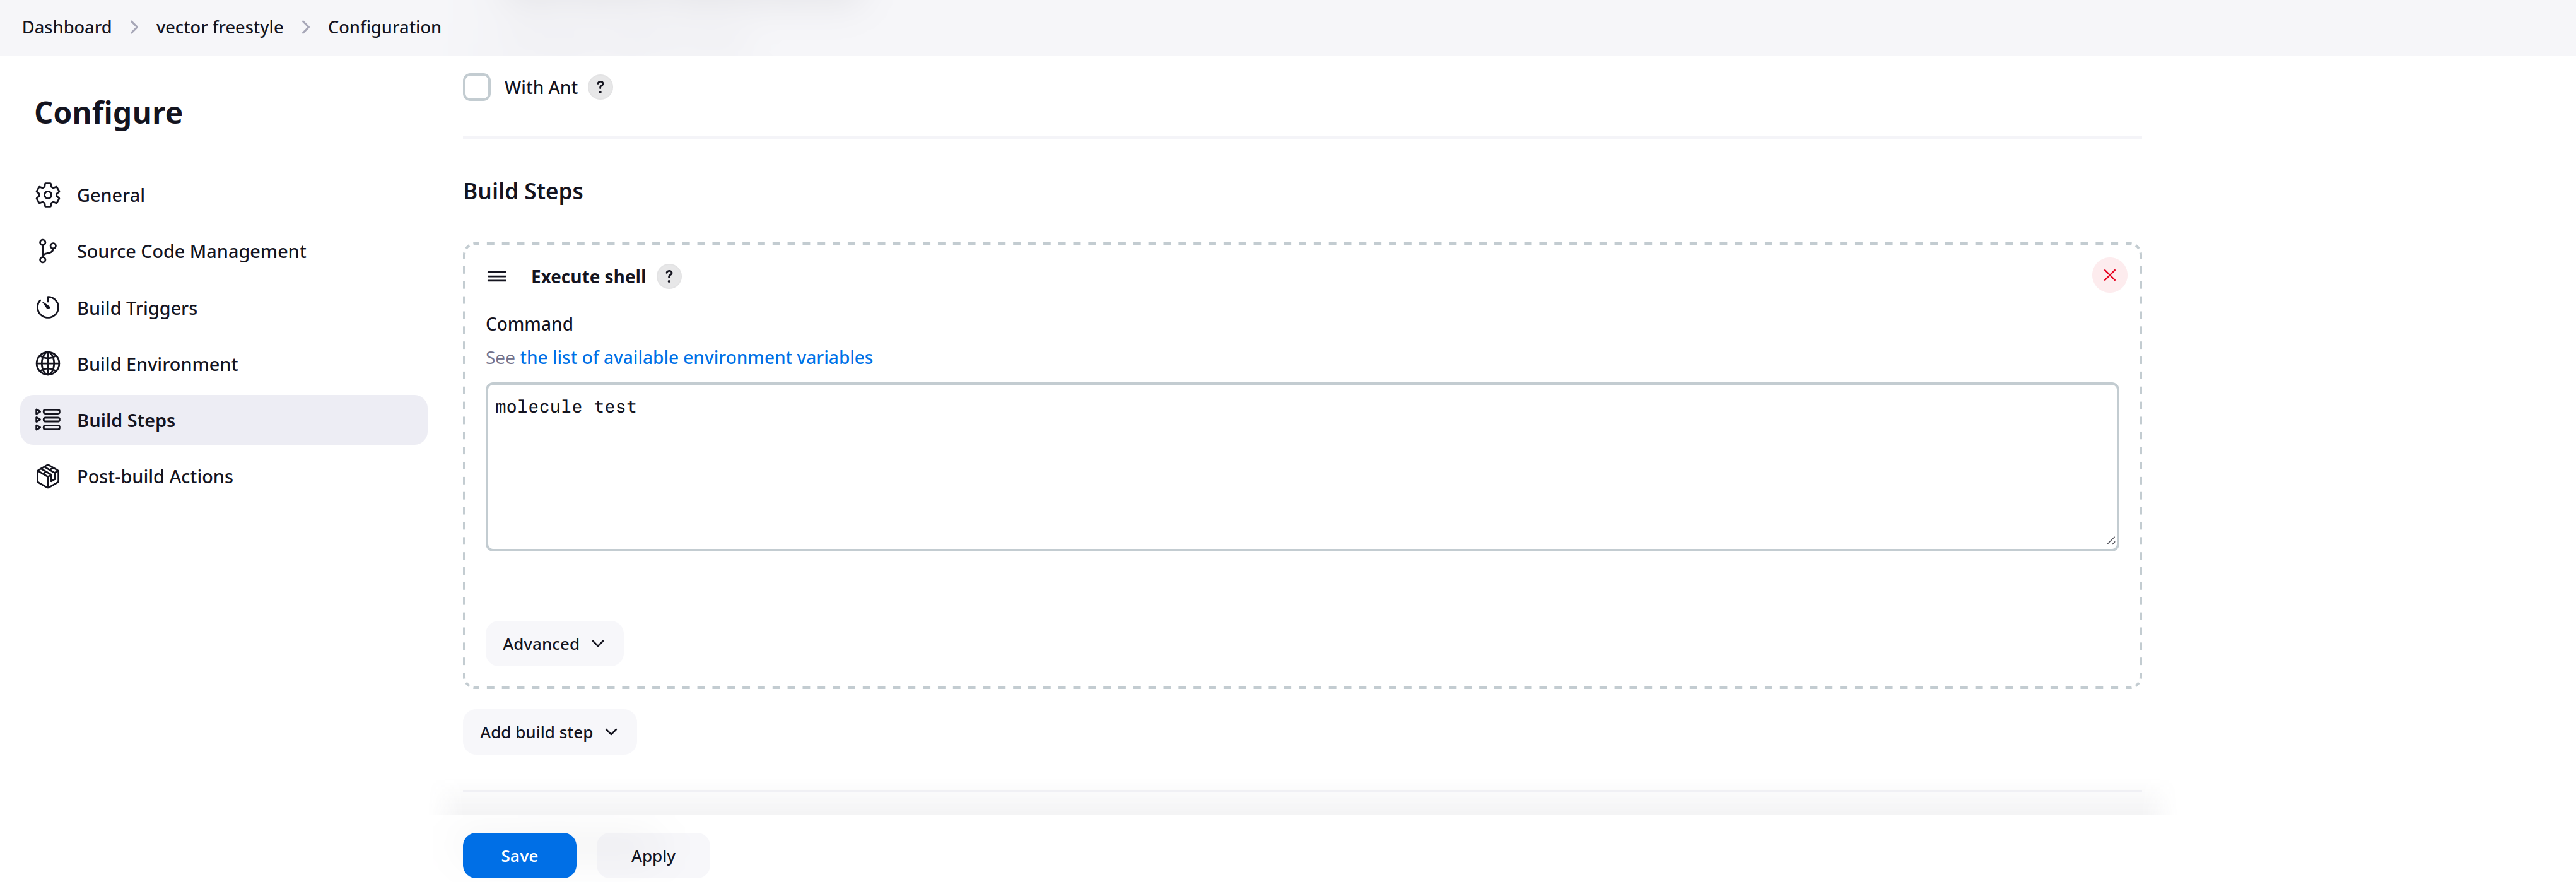 Dashboard > vector freestyle > Configuration
Configure
General
Source Code Management
Build Triggers
Build Environment
Build Steps
Post-build Actions
With Ant ?
Build Steps
Execute shell ?
Command
See the list of available environment variables
molecule test
Advanced
Add build step
Save Apply